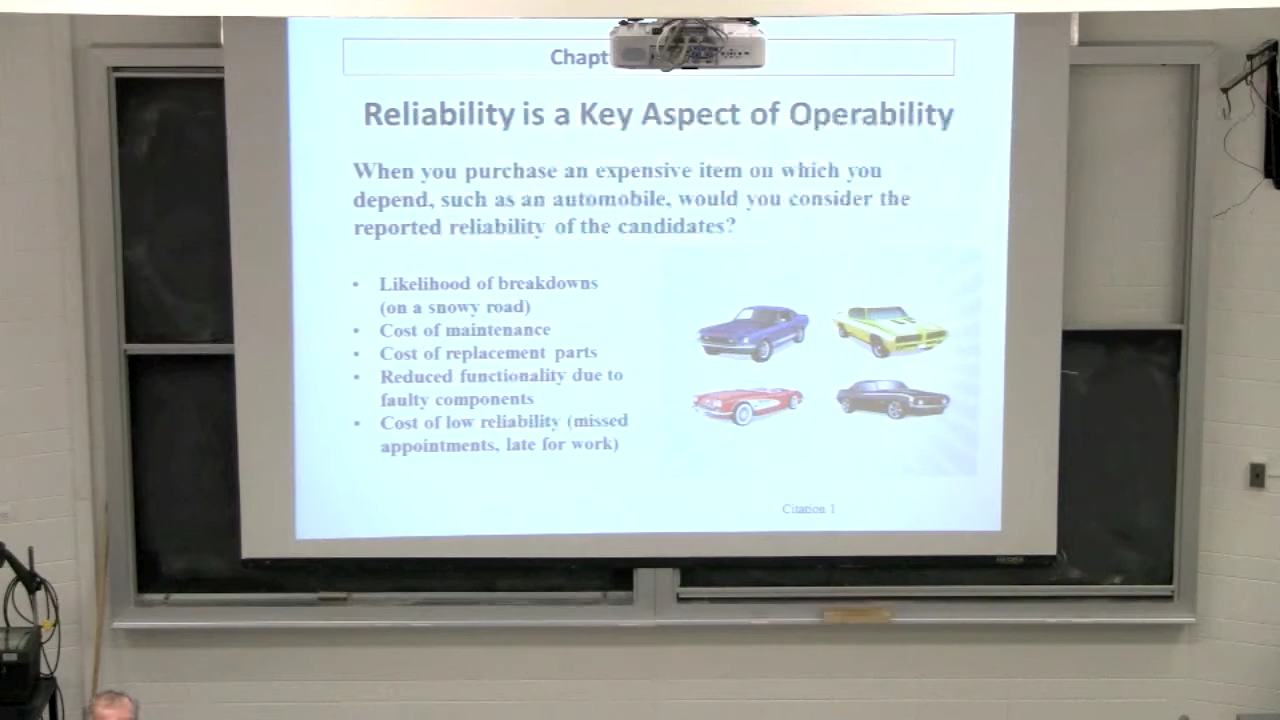 Chapt
Reliability is a Key Aspect of Operability
When you purchase an expensive item on which you
depend, such as an automobile, would you consider the
reported reliability of the candidates?
• Likelihood of breakdowns
(on a snowy road)
• Cost of maintenance
• Cost of replacement parts
• Reduced functionality due to
faulty components
• Cost of low reliability (missed
appointments, late for work)
Citation 1